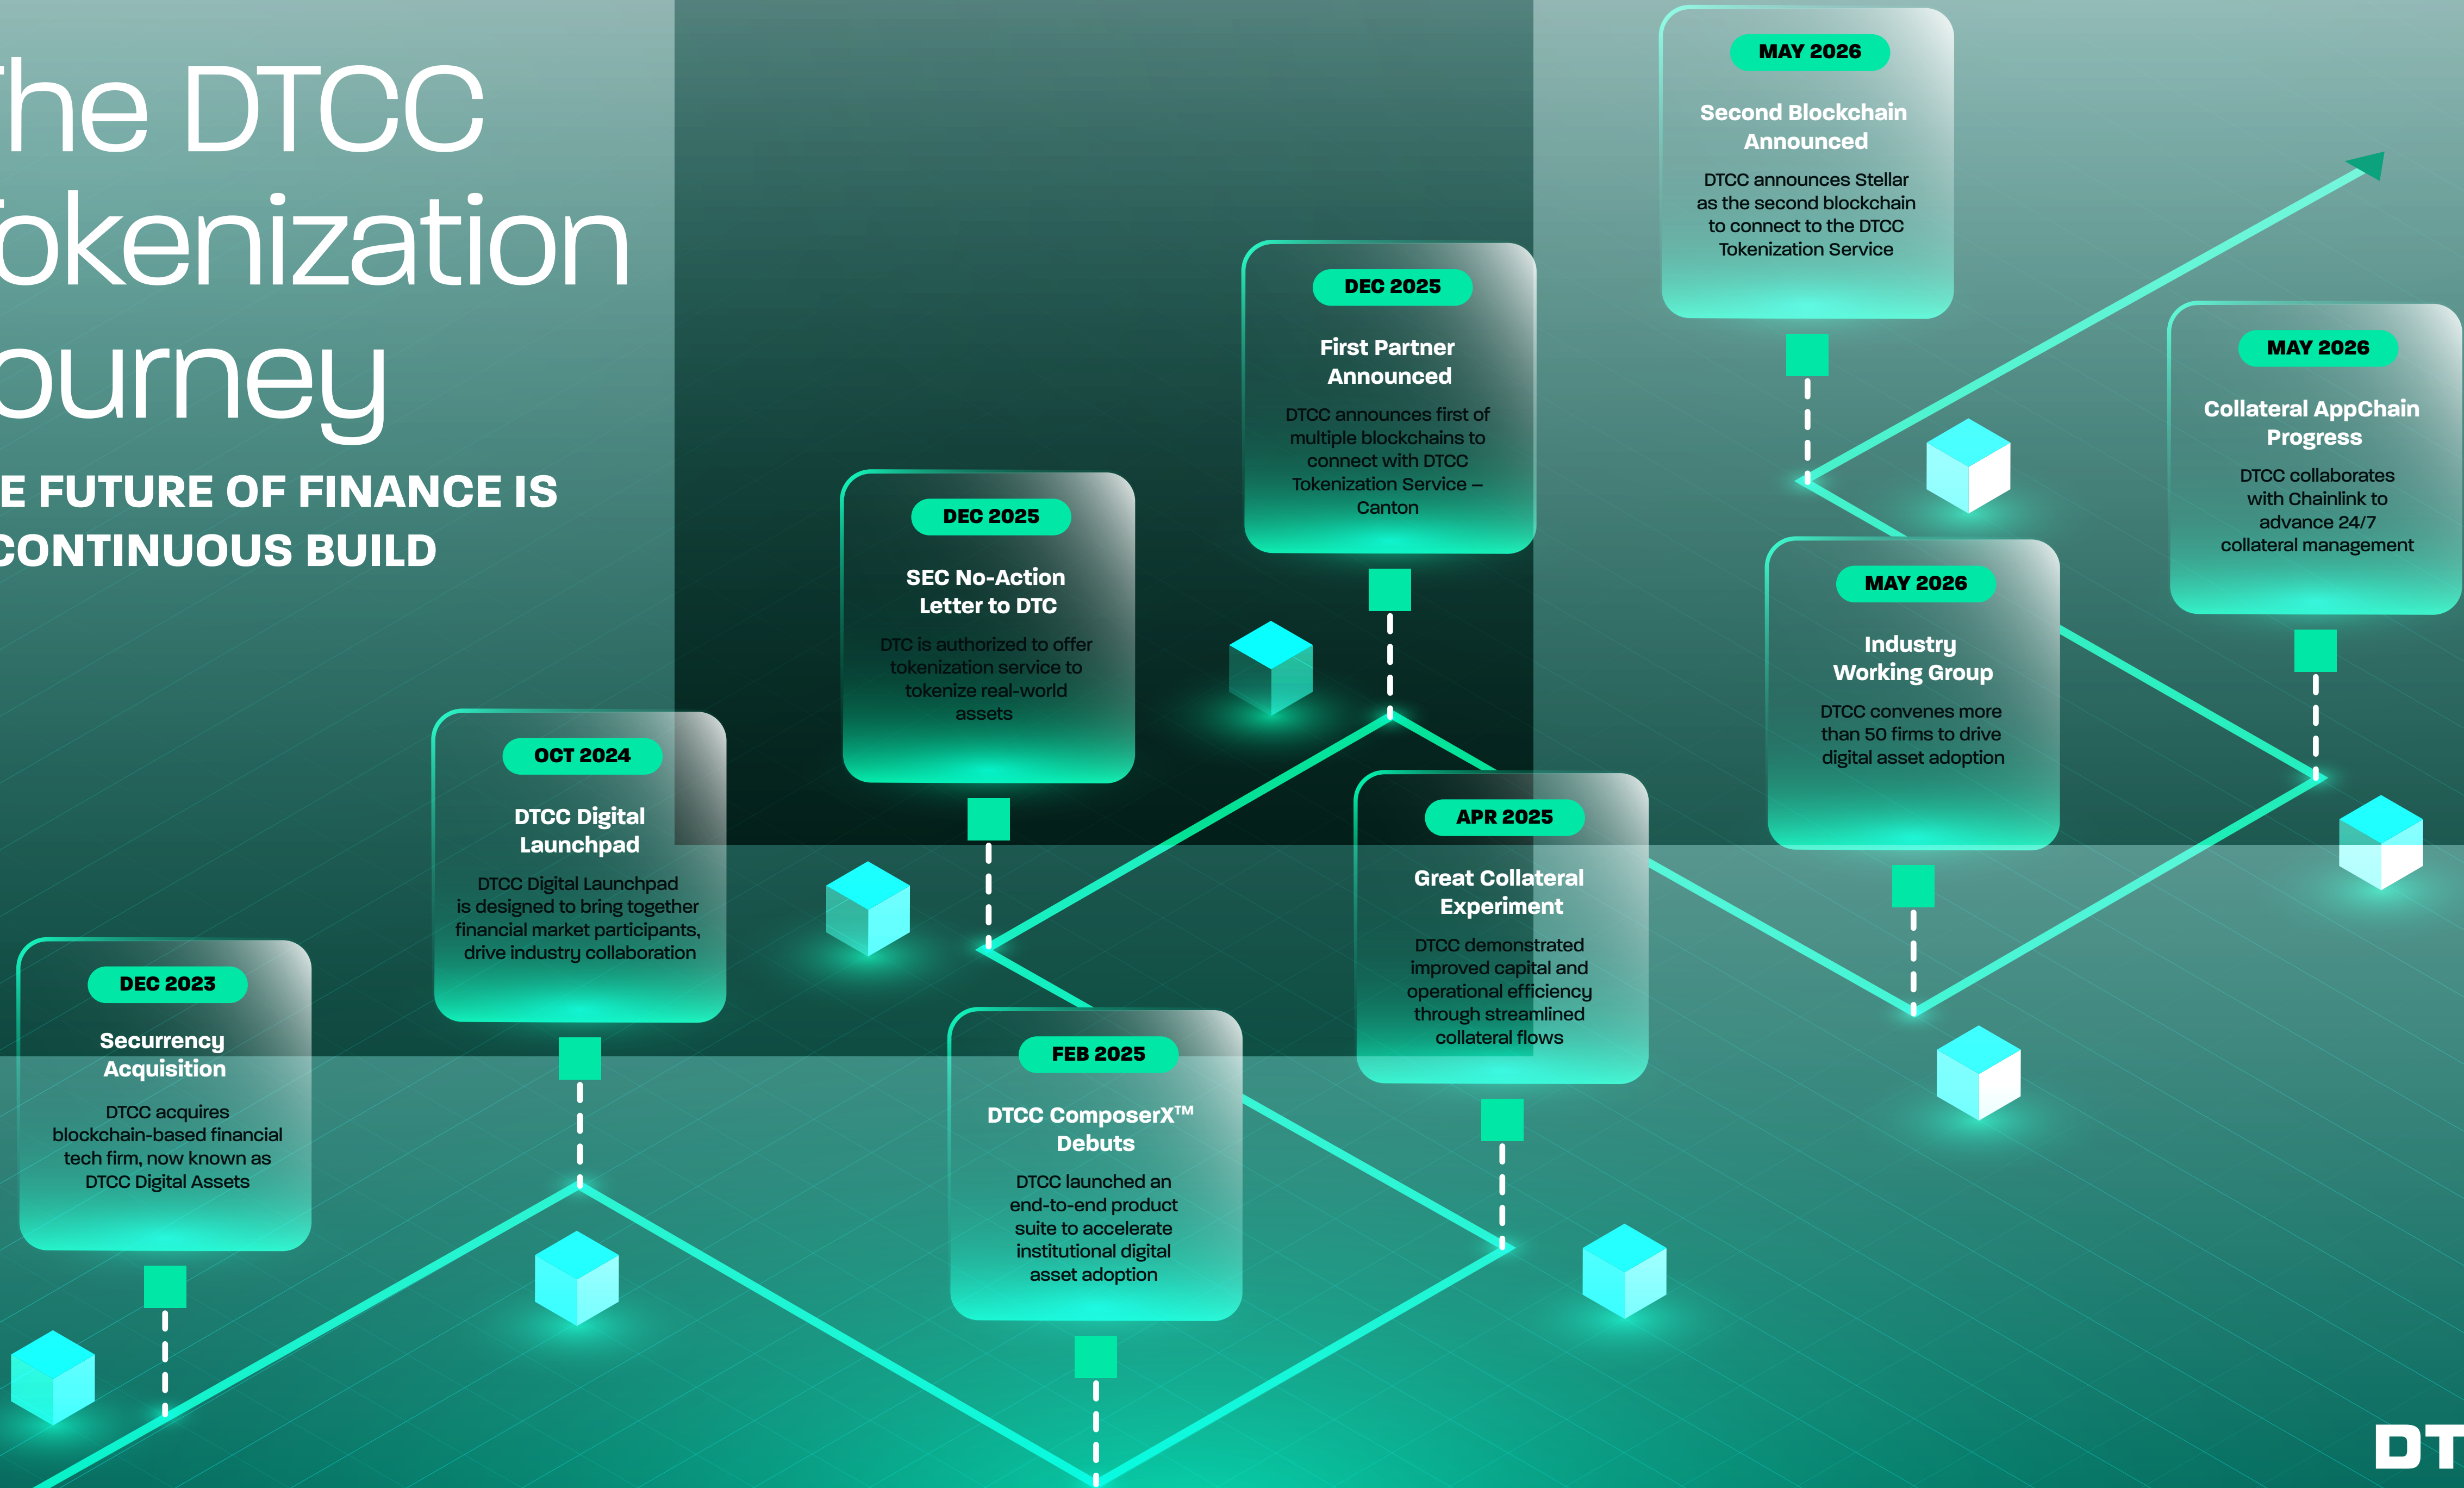 The DTCC
Tokenization
Journey
E FUTURE OF FINANCE IS
CONTINUOUS BUILD
DEC 2023
Securrency
Acquisition
DTCC acquires
blockchain-based financial
tech firm, now known as
DTCC Digital Assets
OCT 2024
DTCC Digital
Launchpad
DTCC Digital Launchpad
is designed to bring together
financial market participants,
drive industry collaboration
FEB 2025
DTCC ComposerX™
Debuts
DTCC launched an
end-to-end product
suite to accelerate
institutional digital
asset adoption
APR 2025
Great Collateral
Experiment
DTCC demonstrated
improved capital and
operational efficiency
through streamlined
collateral flows
DEC 2025
SEC No-Action
Letter to DTC
DTC is authorized to offer
tokenization service to
tokenize real-world
assets
DEC 2025
First Partner
Announced
DTCC announces first of
multiple blockchains to
connect with DTCC
Tokenization Service –
Canton
MAY 2026
Industry
Working Group
DTCC convenes more
than 50 firms to drive
digital asset adoption
MAY 2026
Collateral AppChain
Progress
DTCC collaborates
with Chainlink to
advance 24/7
collateral management
MAY 2026
Second Blockchain
Announced
DTCC announces Stellar
as the second blockchain
to connect to the DTCC
Tokenization Service
DT